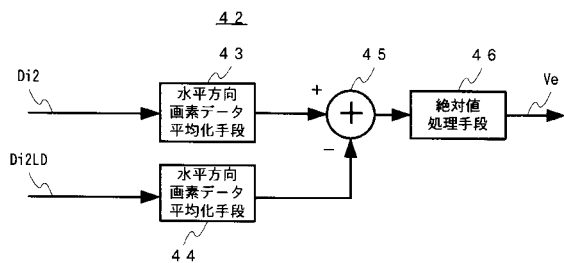 42
43
45
46
Di2
水平方向
画素データ
平均化手段
+
+
絶対値
処理手段
Ve
−
Di2LD
水平方向
画素データ
平均化手段
44